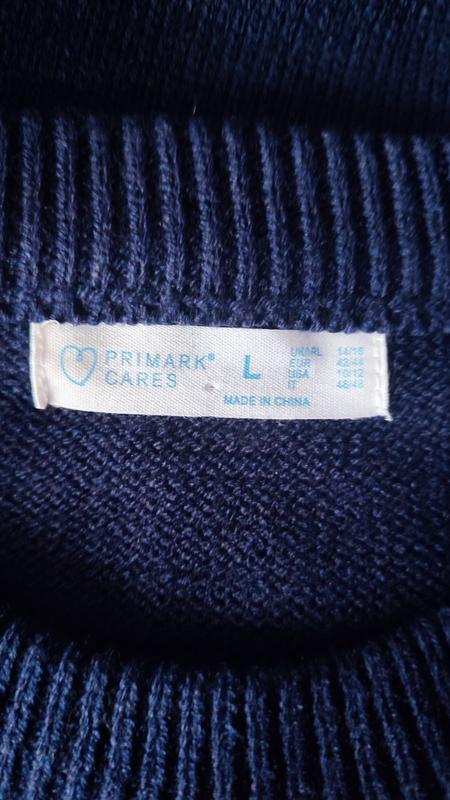 PRIMARK®
CARES
L
UK/IRL 14/16
EUR 42/44
USA 10/12
IT 46/48
MADE IN CHINA